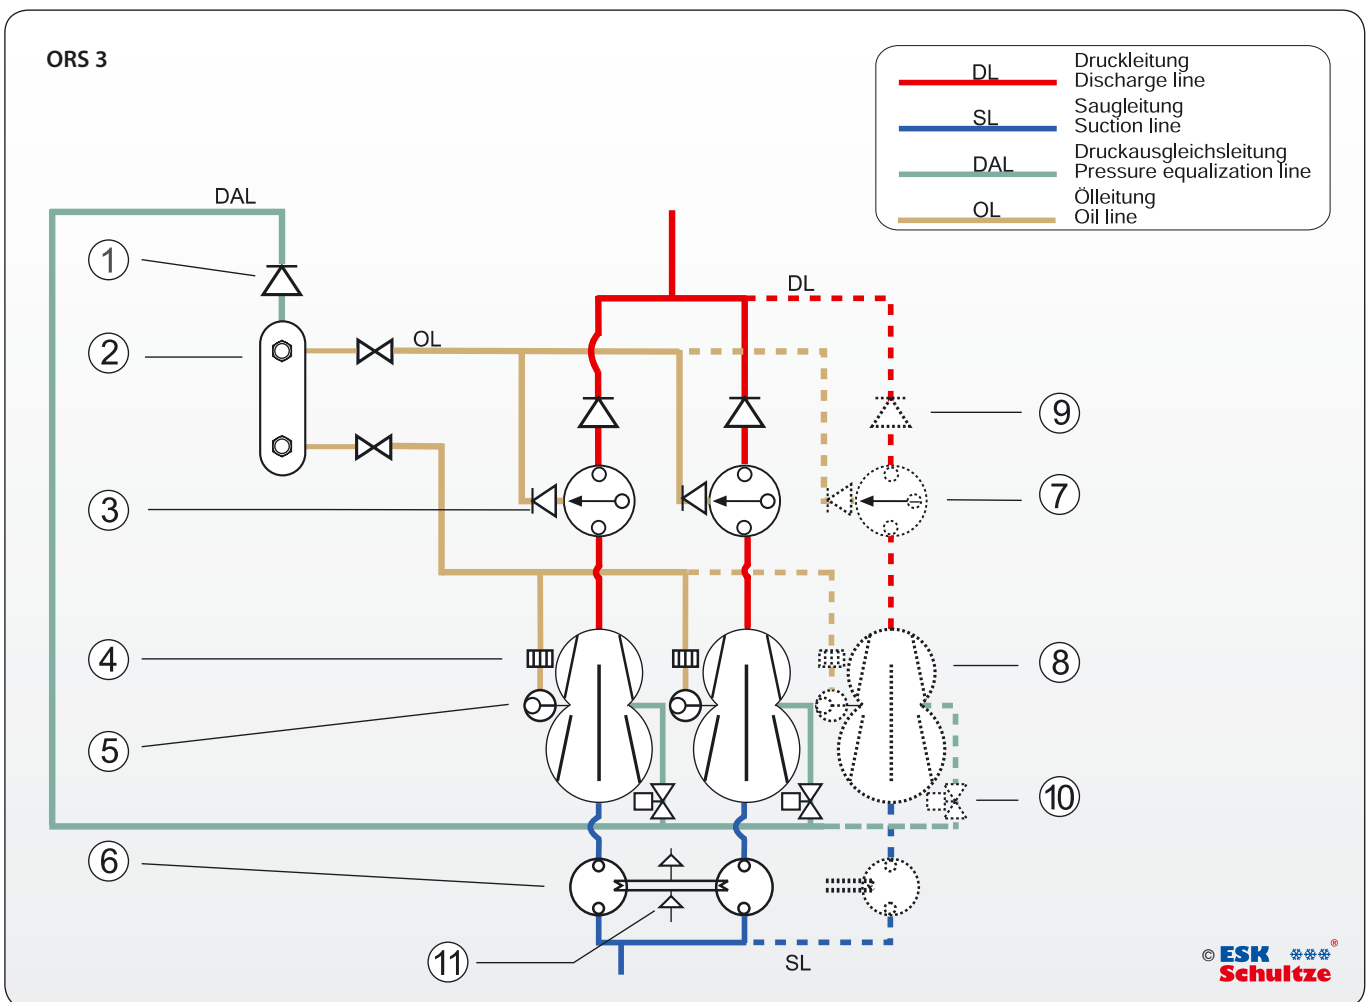 ORS 3
DL
Druckleitung
Discharge line
SL
Saugleitung
Suction line
DAL
Druckausgleichsleitung
Pressure equalization line
OL
Ölleitung
Oil line
DAL
1
DL
2
OL
9
3
7
4
8
5
10
6
11
SL
© ESK ®
Schultze